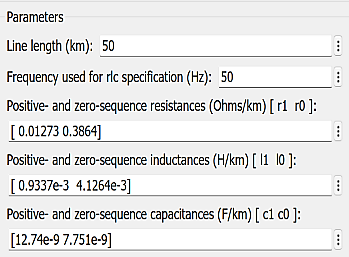 Parameters
Line length (km): 50
Frequency used for rlc specification (Hz): 50
Positive- and zero-sequence resistances (Ohms/km) [ r1 r0 ]:
[ 0.01273 0.3864]
Positive- and zero-sequence inductances (H/km) [ l1 l0 ]:
[ 0.9337e-3 4.1264e-3]
Positive- and zero-sequence capacitances (F/km) [ c1 c0 ]:
[12.74e-9 7.751e-9]